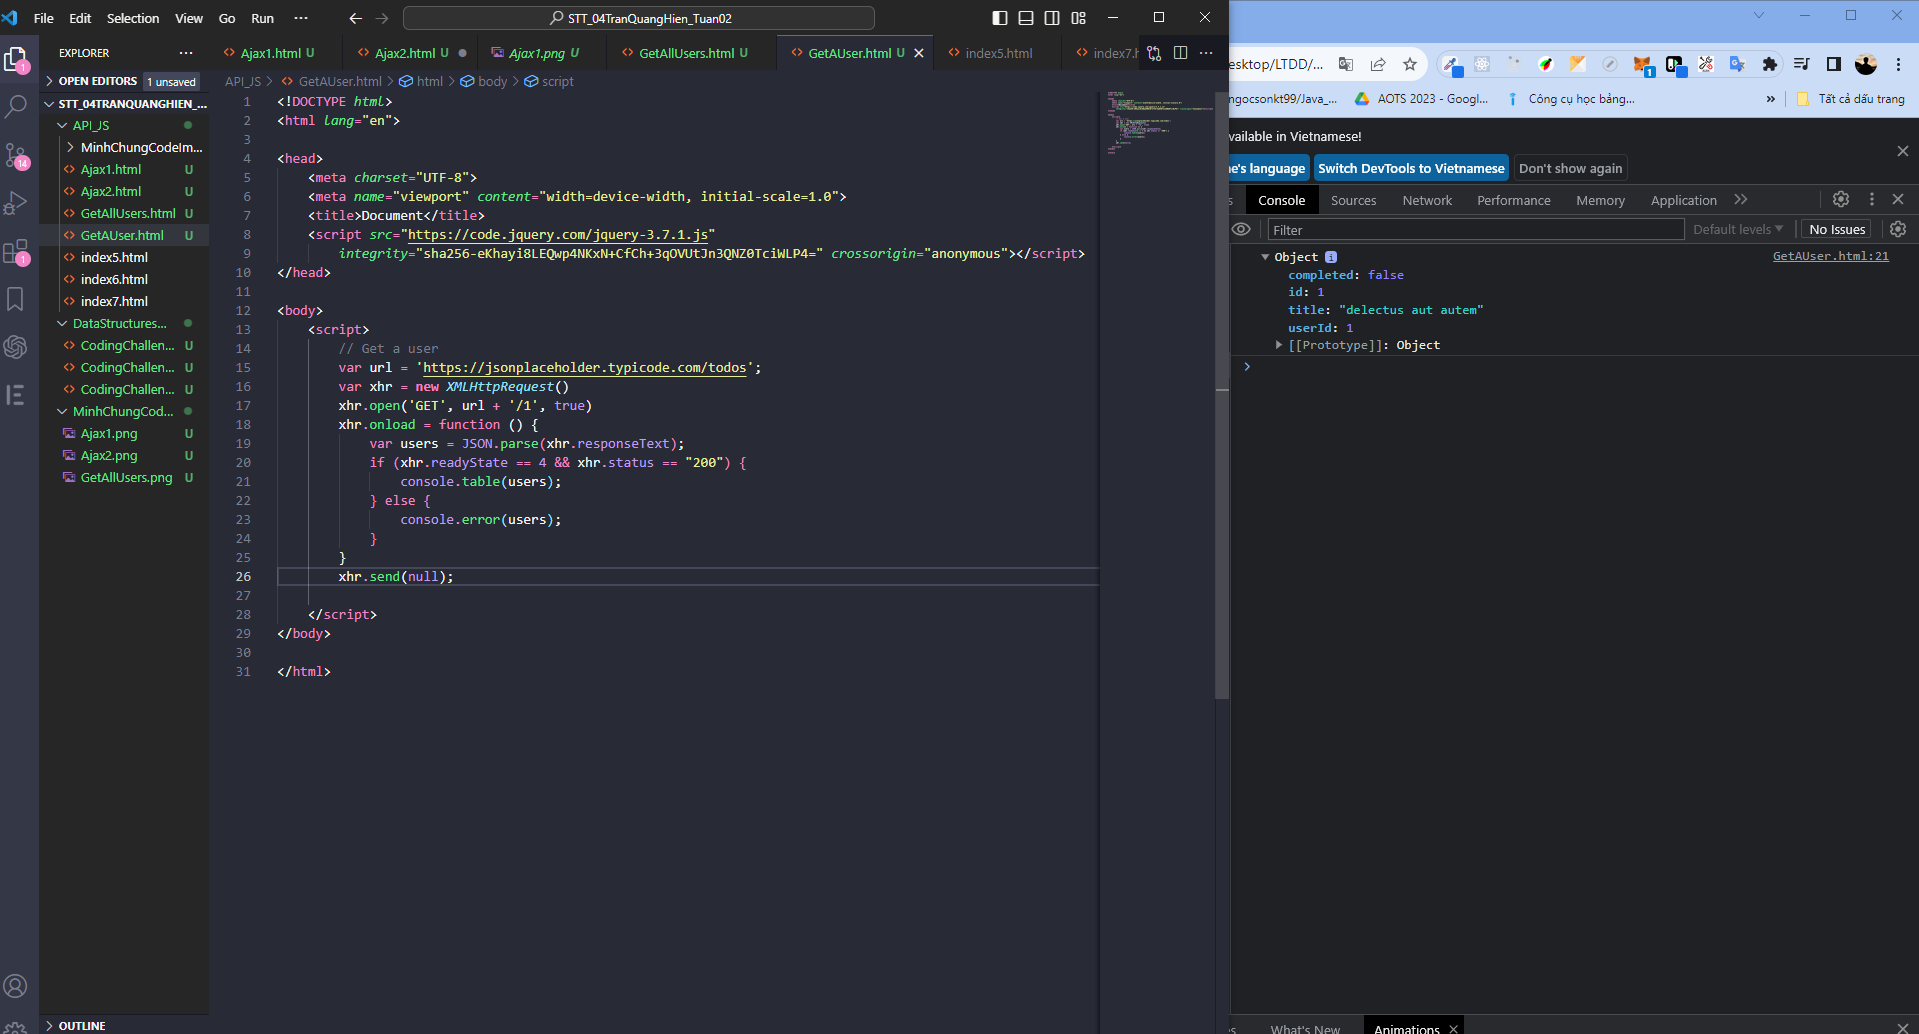 File Edit Selection View Go Run ··· STT_04TranQuangHien_Tuan02
EXPLORER ···
OPEN EDITORS 1 unsaved
STT_04TRANQUANGHIEN_...
API_JS
MinhChungCodeIm...
Ajax1.html U
Ajax2.html U
GetAllUsers.html U
GetAUser.html U
index5.html
index6.html
index7.html
DataStructures...
CodingChallen... U
CodingChallen... U
CodingChallen... U
MinhChungCod...
Ajax1.png U
Ajax2.png U
GetAllUsers.png U
OUTLINE
1
14
1
Ajax1.html U Ajax2.html U Ajax1.png U GetAllUsers.html U GetAUser.html U index5.html index7.h
API_JS > GetAUser.html > html > body > script
1 <!DOCTYPE html>
2 <html lang="en">
3
4 <head>
5 <meta charset="UTF-8">
6 <meta name="viewport" content="width=device-width, initial-scale=1.0">
7 <title>Document</title>
8 <script src="https://code.jquery.com/jquery-3.7.1.js"
9 integrity="sha256-eKhayi8LEQwp4NKxN+CfCh+3qOVUtJn3QNZ0TciWLP4=" crossorigin="anonymous"></script>
10 </head>
11
12 <body>
13 <script>
14 // Get a user
15 var url = 'https://jsonplaceholder.typicode.com/todos';
16 var xhr = new XMLHttpRequest()
17 xhr.open('GET', url + '/1', true)
18 xhr.onload = function () {
19 var users = JSON.parse(xhr.responseText);
20 if (xhr.readyState == 4 && xhr.status == "200") {
21 console.table(users);
22 } else {
23 console.error(users);
24 }
25 }
26 xhr.send(null);
27
28 </script>
29 </body>
30
31 </html>
esktop/LTDD/... 1
ngocsonkt99/Java_... AOTS 2023 - Googl... Công cụ học bảng... » Tất cả dấu trang
vailable in Vietnamese!
e's language Switch DevTools to Vietnamese Don't show again
s Console Sources Network Performance Memory Application
Filter Default levels No Issues
Object i GetAUser.html:21
completed: false
id: 1
title: "delectus aut autem"
userId: 1
[[Prototype]]: Object
es What's New Animations